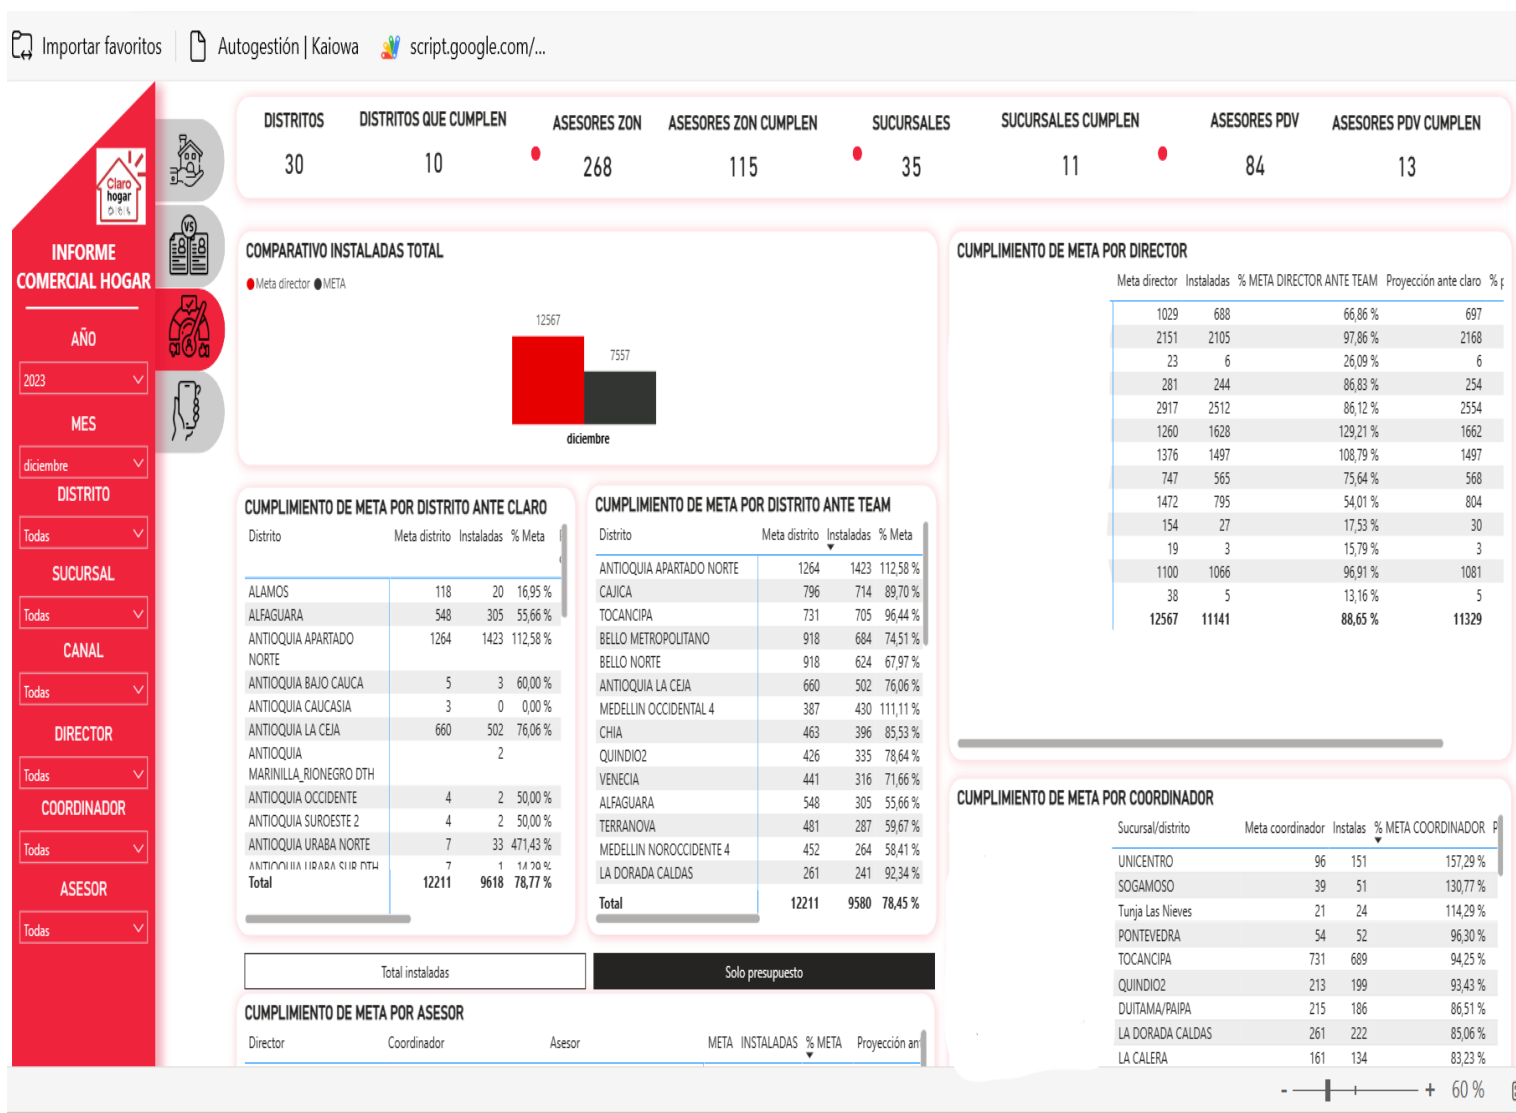 Importar favoritos Autogestión | Kaiowa script.google.com/...
Claro
hogar
INFORME
COMERCIAL HOGAR
AÑO
2023
MES
diciembre
DISTRITO
Todas
SUCURSAL
Todas
CANAL
Todas
DIRECTOR
Todas
COORDINADOR
Todas
ASESOR
Todas
VS
DISTRITOS DISTRITOS QUE CUMPLEN ASESORES ZON ASESORES ZON CUMPLEN SUCURSALES SUCURSALES CUMPLEN ASESORES PDV ASESORES PDV CUMPLEN
30 10 268 115 35 11 84 13
COMPARATIVO INSTALADAS TOTAL
Meta director META
12567
7557
diciembre
CUMPLIMIENTO DE META POR DIRECTOR
Meta director Instaladas % META DIRECTOR ANTE TEAM Proyección ante claro % p
1029 688 66,86 % 697
2151 2105 97,86 % 2168
23 6 26,09 % 6
281 244 86,83 % 254
2917 2512 86,12 % 2554
1260 1628 129,21 % 1662
1376 1497 108,79 % 1497
747 565 75,64 % 568
1472 795 54,01 % 804
154 27 17,53 % 30
19 3 15,79 % 3
1100 1066 96,91 % 1081
38 5 13,16 % 5
12567 11141 88,65 % 11329
CUMPLIMIENTO DE META POR DISTRITO ANTE CLARO
Distrito Meta distrito Instaladas % Meta
ALAMOS 118 20 16,95 %
ALFAGUARA 548 305 55,66 %
ANTIOQUIA APARTADO 1264 1423 112,58 %
NORTE
ANTIOQUIA BAJO CAUCA 5 3 60,00 %
ANTIOQUIA CAUCASIA 3 0 0,00 %
ANTIOQUIA LA CEJA 660 502 76,06 %
ANTIOQUIA 2
MARINILLA_RIONEGRO DTH
ANTIOQUIA OCCIDENTE 4 2 50,00 %
ANTIOQUIA SUROESTE 2 4 2 50,00 %
ANTIOQUIA URABA NORTE 7 33 471,43 %
ANTIOQUIA URABA SUR DTH 7 1 14,29 %
Total 12211 9618 78,77 %
CUMPLIMIENTO DE META POR DISTRITO ANTE TEAM
Distrito Meta distrito Instaladas % Meta
ANTIOQUIA APARTADO NORTE 1264 1423 112,58 %
CAJICA 796 714 89,70 %
TOCANCIPA 731 705 96,44 %
BELLO METROPOLITANO 918 684 74,51 %
BELLO NORTE 918 624 67,97 %
ANTIOQUIA LA CEJA 660 502 76,06 %
MEDELLIN OCCIDENTAL 4 387 430 111,11 %
CHIA 463 396 85,53 %
QUINDIO2 426 335 78,64 %
VENECIA 441 316 71,66 %
ALFAGUARA 548 305 55,66 %
TERRANOVA 481 287 59,67 %
MEDELLIN NOROCCIDENTE 4 452 264 58,41 %
LA DORADA CALDAS 261 241 92,34 %
Total 12211 9580 78,45 %
CUMPLIMIENTO DE META POR COORDINADOR
Sucursal/distrito Meta coordinador Instalas % META COORDINADOR P
UNICENTRO 96 151 157,29 %
SOGAMOSO 39 51 130,77 %
Tunja Las Nieves 21 24 114,29 %
PONTEVEDRA 54 52 96,30 %
TOCANCIPA 731 689 94,25 %
QUINDIO2 213 199 93,43 %
DUITAMA/PAIPA 215 186 86,51 %
LA DORADA CALDAS 261 222 85,06 %
LA CALERA 161 134 83,23 %
Total instaladas Solo presupuesto
CUMPLIMIENTO DE META POR ASESOR
Director Coordinador Asesor META INSTALADAS % META Proyección an
- + 60 %